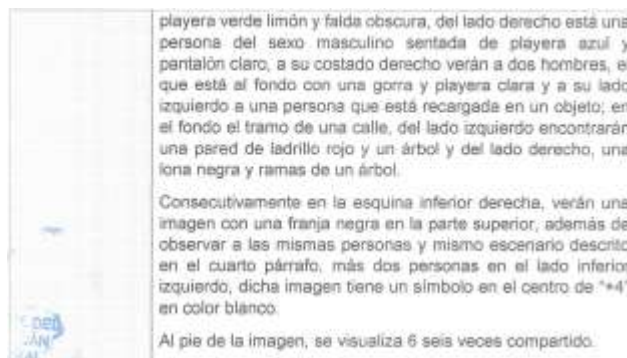 playera verde limón y falda obscura, del lado derecho está una
persona del sexo masculino sentada de playera azul y
pantalón claro, a su costado derecho verán a dos hombres, el
que está al fondo con una gorra y playera clara y a su lado
izquierdo a una persona que está recargada en un objeto; en
el fondo el tramo de una calle, del lado izquierdo encontrarán
una pared de ladrillo rojo y un árbol y del lado derecho, una
lona negra y ramas de un árbol.
Consecutivamente en la esquina inferior derecha, verán una
imagen con una franja negra en la parte superior, además de
observar a las mismas personas y mismo escenario descrito
en el cuarto párrafo, más dos personas en el lado inferior
izquierdo, dicha imagen tiene un símbolo en el centro de "+4"
en color blanco.
Al pie de la imagen, se visualiza 6 seis veces compartido.